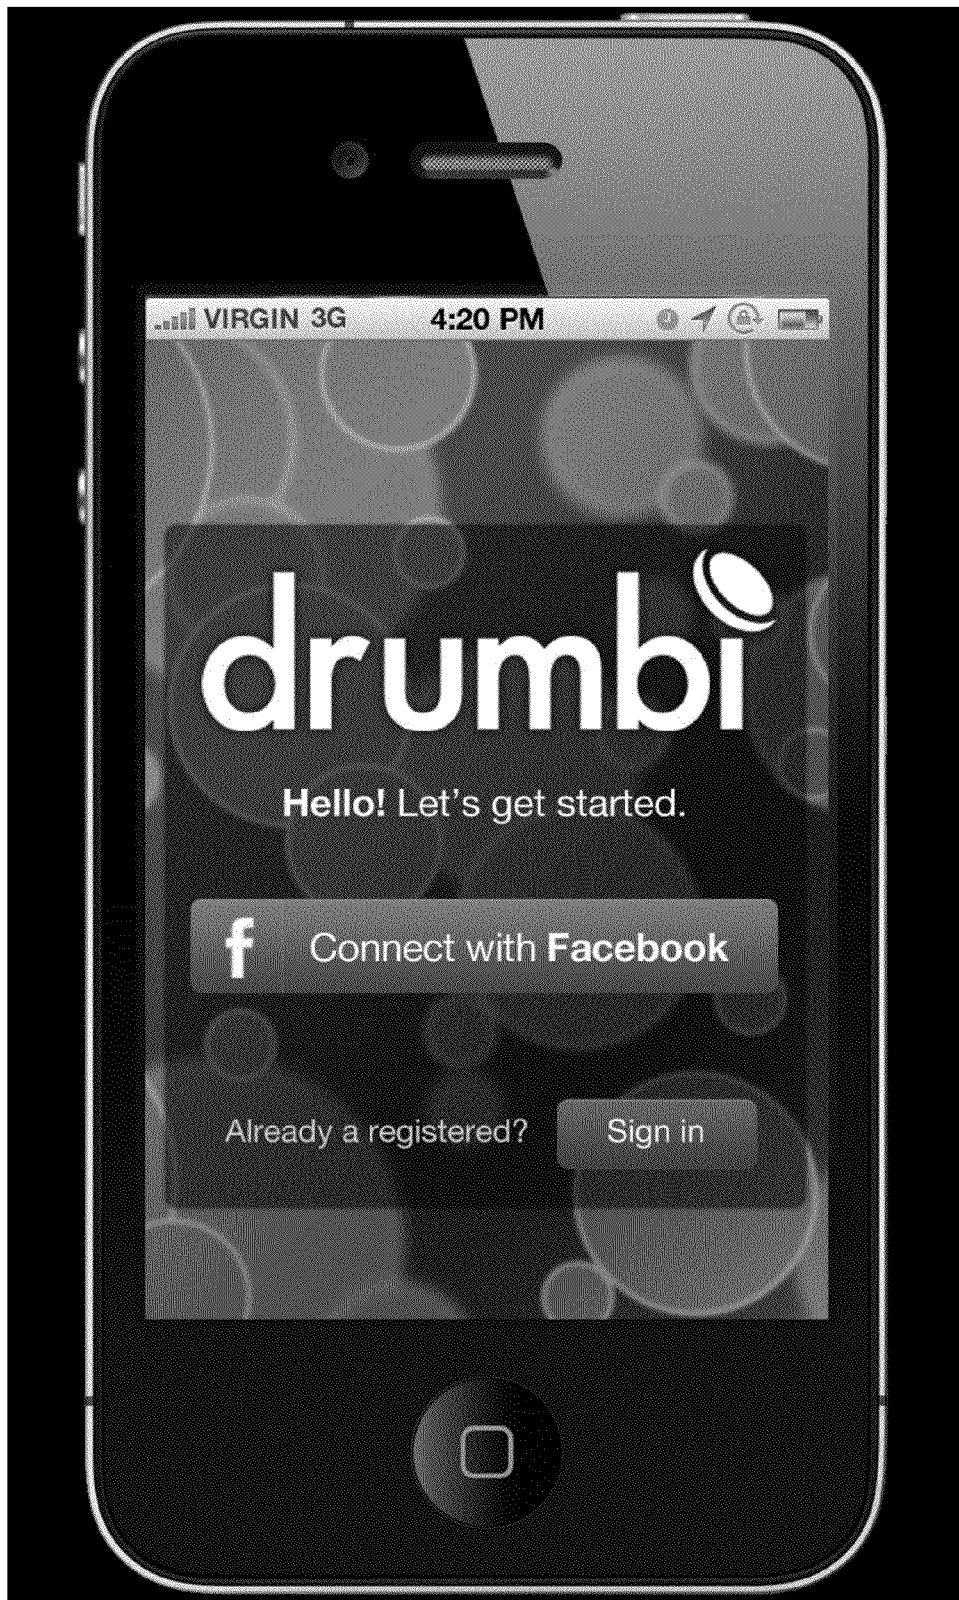 VIRGIN 3G 4:20 PM
drumbi
Hello! Let's get started.
f Connect with Facebook
Already a registered? Sign in